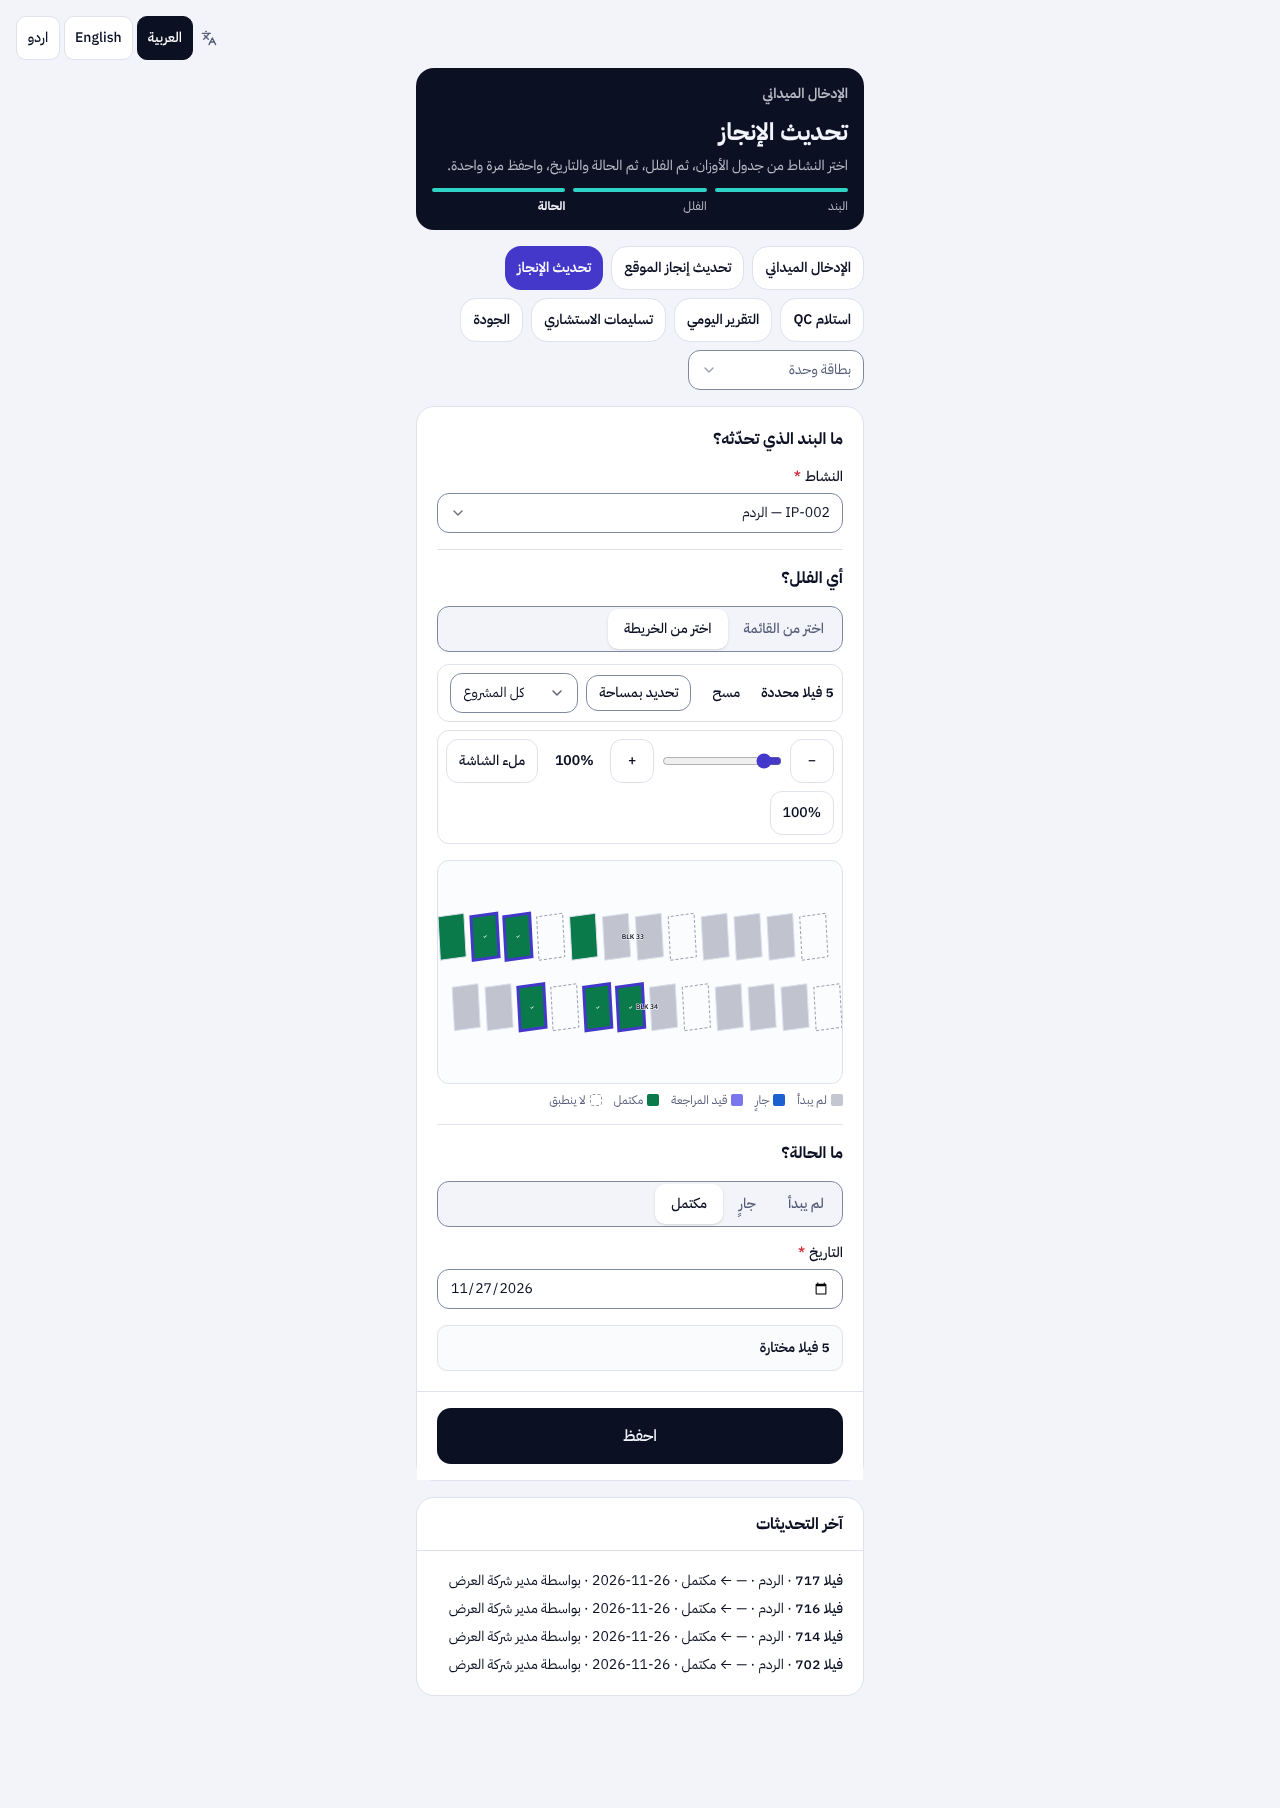 العربية
English
اردو
الإدخال الميداني
تحديث الإنجاز
اختر النشاط من جدول الأوزان، ثم الفلل، ثم الحالة والتاريخ، واحفظ مرة واحدة.
البند
الفلل
الحالة
الإدخال الميداني
تحديث إنجاز الموقع
تحديث الإنجاز
استلام QC
التقرير اليومي
تسليمات الاستشاري
الجودة
بطاقة وحدة
ما البند الذي تحدّثه؟
النشاط *
IP-002 — الردم
أي الفلل؟
اختر من القائمة
اختر من الخريطة
5 فيلا محددة
مسح
تحديد بمساحة
كل المشروع
−
+
100%
ملء الشاشة
100%
BLK 33
BLK 34
لم يبدأ
جارٍ
قيد المراجعة
مكتمل
لا ينطبق
ما الحالة؟
لم يبدأ
جارٍ
مكتمل
التاريخ *
11/27/2026
5 فيلا مختارة
احفظ
آخر التحديثات
فيلا 717 · الردم · — ← مكتمل · 2026-11-26 · بواسطة مدير شركة العرض
فيلا 716 · الردم · — ← مكتمل · 2026-11-26 · بواسطة مدير شركة العرض
فيلا 714 · الردم · — ← مكتمل · 2026-11-26 · بواسطة مدير شركة العرض
فيلا 702 · الردم · — ← مكتمل · 2026-11-26 · بواسطة مدير شركة العرض